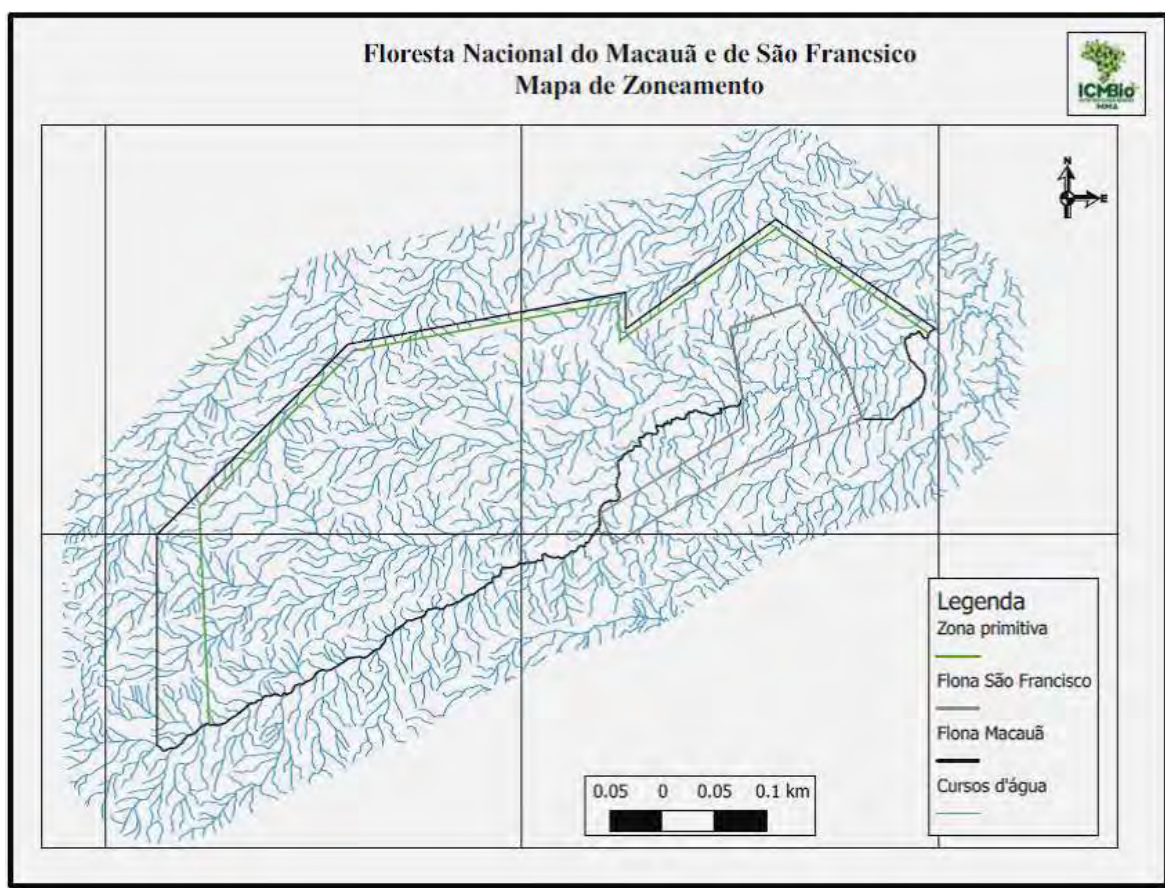 Floresta Nacional do Macauã e de São Francsico
Mapa de Zoneamento
ICMBio
MMA
N
E
Legenda
Zona primitiva
Flona São Francisco
Flona Macauã
Cursos d'água
0.05 0 0.05 0.1 km